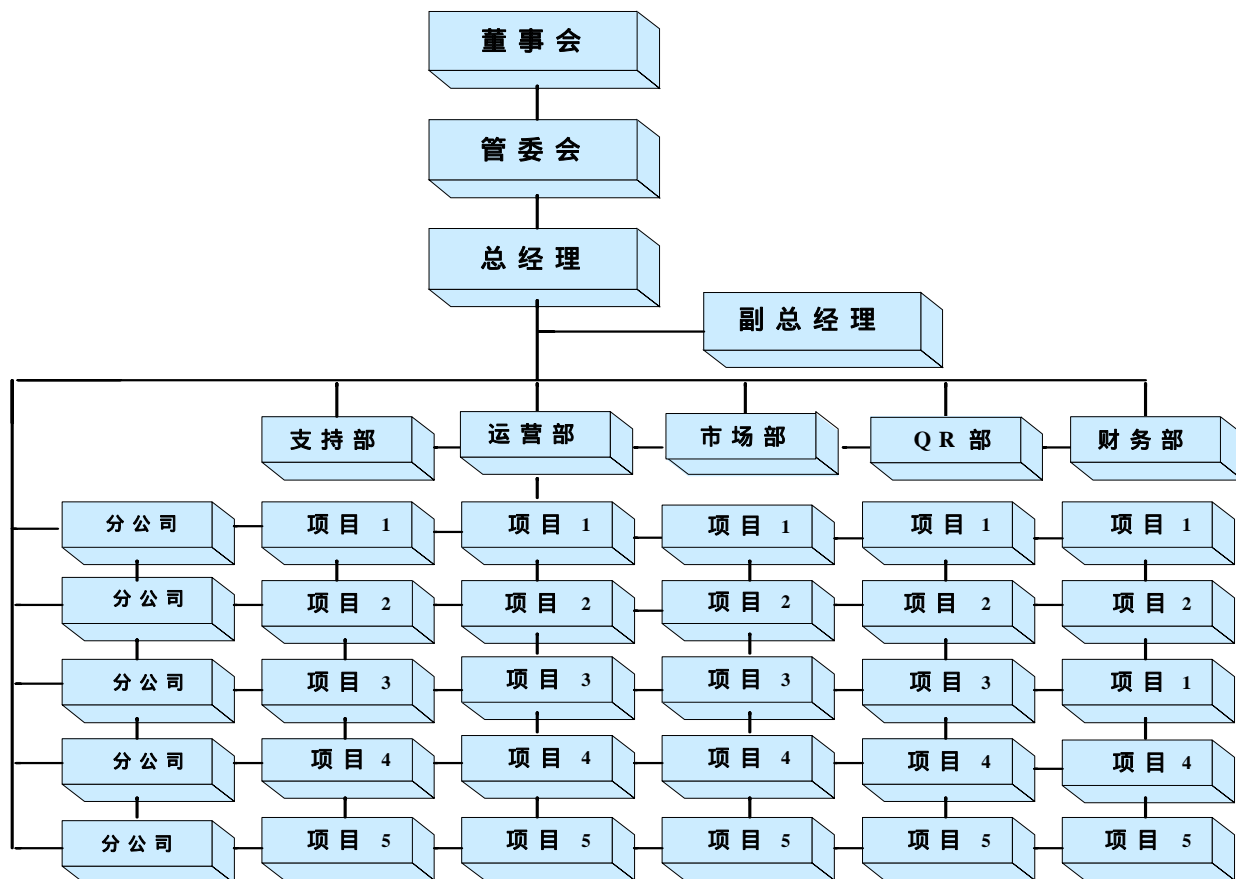 董事会
管委会
总经理
副总经理
支持部 运营部 市场部 QR部 财务部
分公司 项目 1 项目 1 项目 1 项目 1 项目 1
分公司 项目 2 项目 2 项目 2 项目 2 项目 2
分公司 项目 3 项目 3 项目 3 项目 3 项目 1
分公司 项目 4 项目 4 项目 4 项目 4 项目 4
分公司 项目 5 项目 5 项目 5 项目 5 项目 5